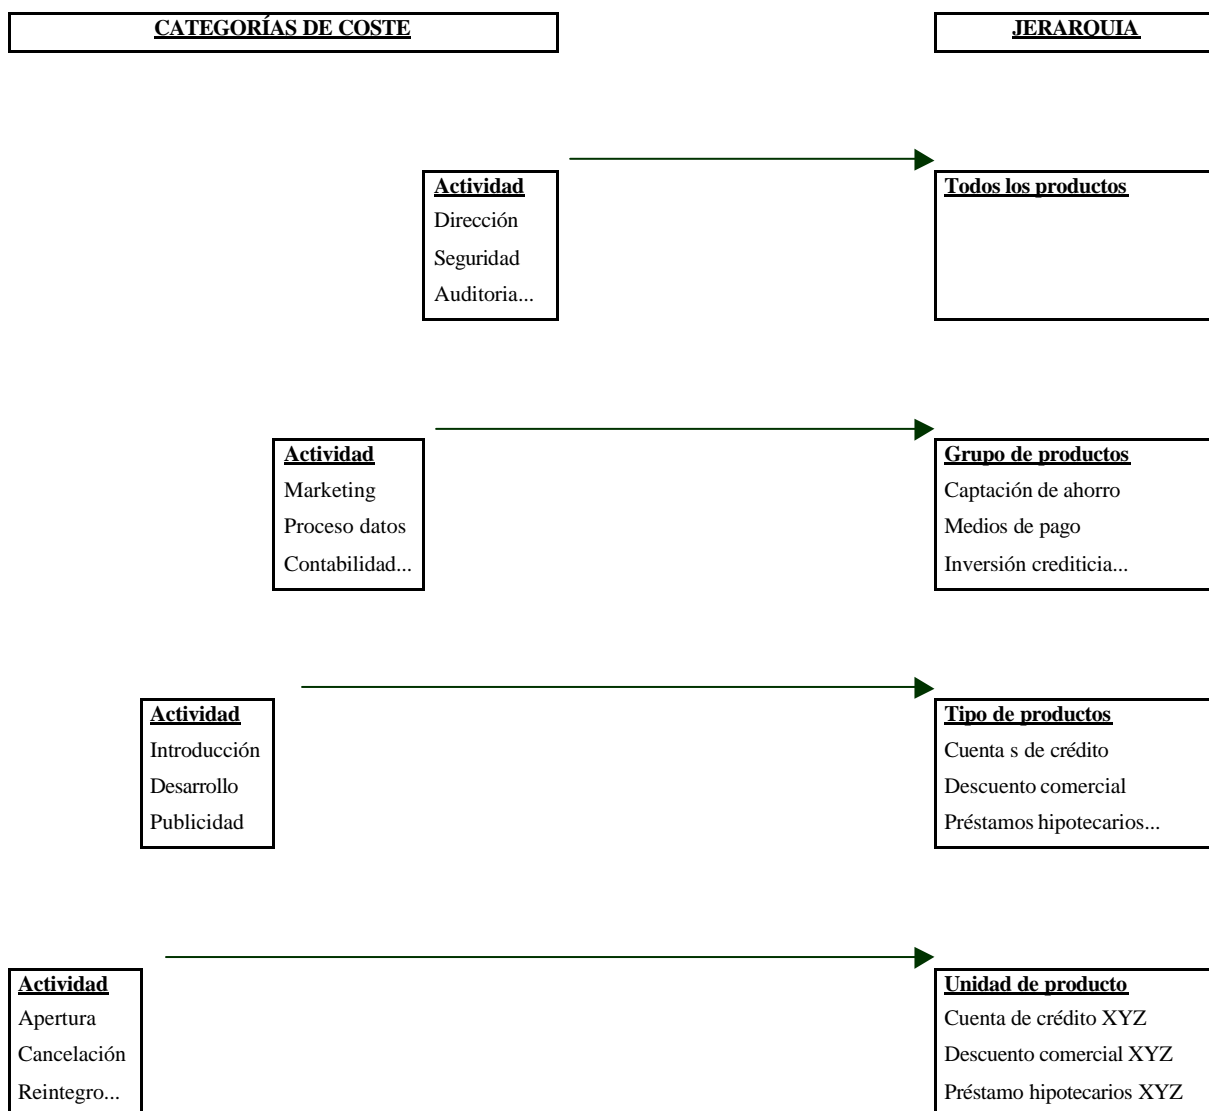 CATEGORÍAS DE COSTE
JERARQUIA
Actividad
Dirección
Seguridad
Auditoria...
Todos los productos
Actividad
Marketing
Proceso datos
Contabilidad...
Grupo de productos
Captación de ahorro
Medios de pago
Inversión crediticia...
Actividad
Introducción
Desarrollo
Publicidad
Tipo de productos
Cuenta s de crédito
Descuento comercial
Préstamos hipotecarios...
Actividad
Apertura
Cancelación
Reintegro...
Unidad de producto
Cuenta de crédito XYZ
Descuento comercial XYZ
Préstamo hipotecarios XYZ